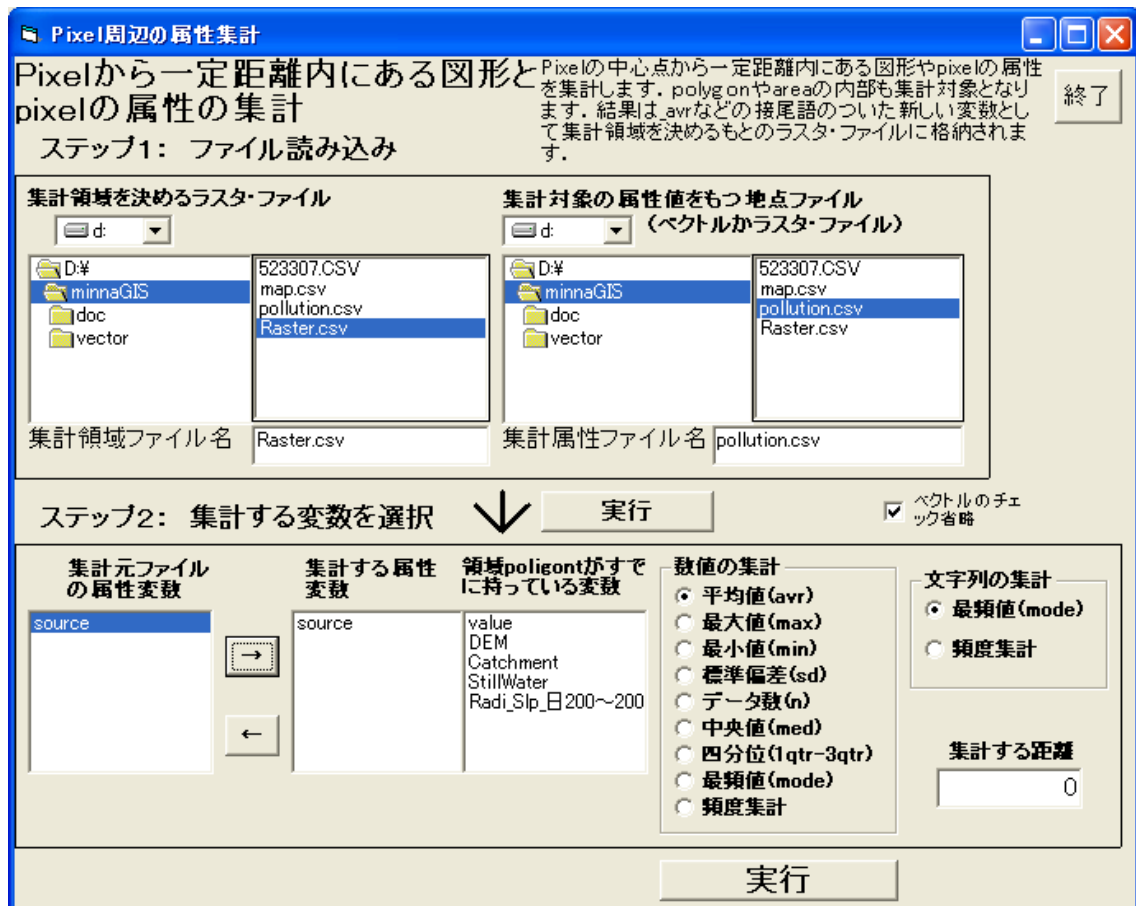 Pixel周辺の属性集計
Pixelから一定距離内にある図形と
pixelの属性の集計
Pixelの中心点から一定距離内にある図形やpixelの属性
を集計します．polygonやareaの内部も集計対象となり
ます．結果は_avrなどの接尾語のついた新しい変数とし
て集計領域を決めるもとのラスタ・ファイルに格納されま
す．
終了
ステップ1： ファイル読み込み
集計領域を決めるラスタ・ファイル
d:
D:¥
minnaGIS
doc
vector
523307.CSV
map.csv
pollution.csv
Raster.csv
集計領域ファイル名
Raster.csv
集計対象の属性値をもつ地点ファイル
（ベクトルかラスタ・ファイル）
d:
D:¥
minnaGIS
doc
vector
523307.CSV
map.csv
pollution.csv
Raster.csv
集計属性ファイル名
pollution.csv
ステップ2： 集計する変数を選択
実行
ベクトルのチェ
ック省略
集計元ファイル
の属性変数
source
→
←
集計する属性
変数
source
領域poligontがすで
に持っている変数
value
DEM
Catchment
StillWater
Radi_Slp_日200～200
数値の集計
平均値(avr)
最大値(max)
最小値(min)
標準偏差(sd)
データ数(n)
中央値(med)
四分位(1qtr-3qtr)
最頻値(mode)
頻度集計
文字列の集計
最頻値(mode)
頻度集計
集計する距離
0
実行